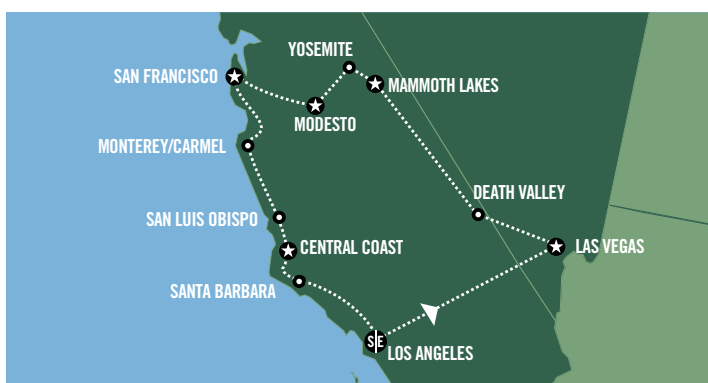 YOSEMITE
SAN FRANCISCO
MAMMOTH LAKES
MODESTO
MONTEREY/CARMEL
DEATH VALLEY
SAN LUIS OBISPO
CENTRAL COAST
LAS VEGAS
SANTA BARBARA
S E
LOS ANGELES